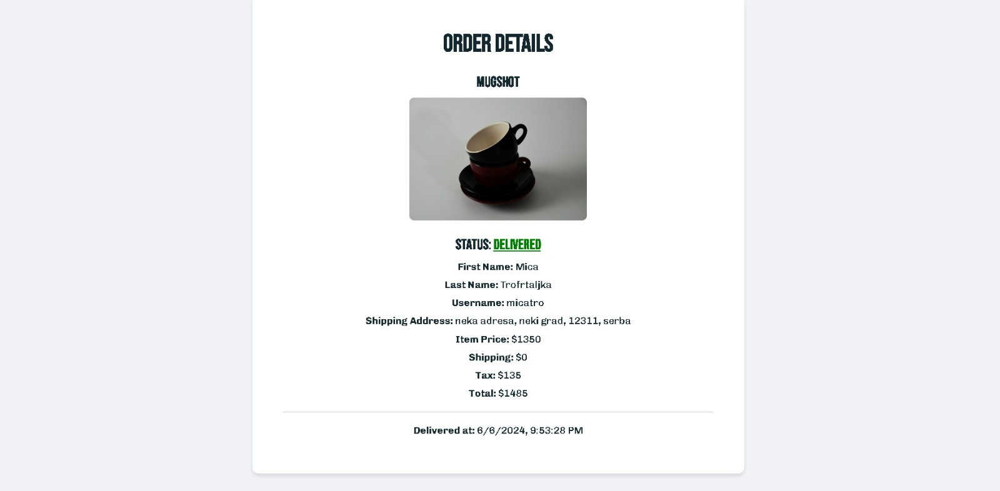 ORDER DETAILS
MUGSHOT
STATUS: DELIVERED
First Name: Mica
Last Name: Trofrtaljka
Username: micatro
Shipping Address: neka adresa, neki grad, 12311, serba
Item Price: $1350
Shipping: $0
Tax: $135
Total: $1485
Delivered at: 6/6/2024, 9:53:28 PM